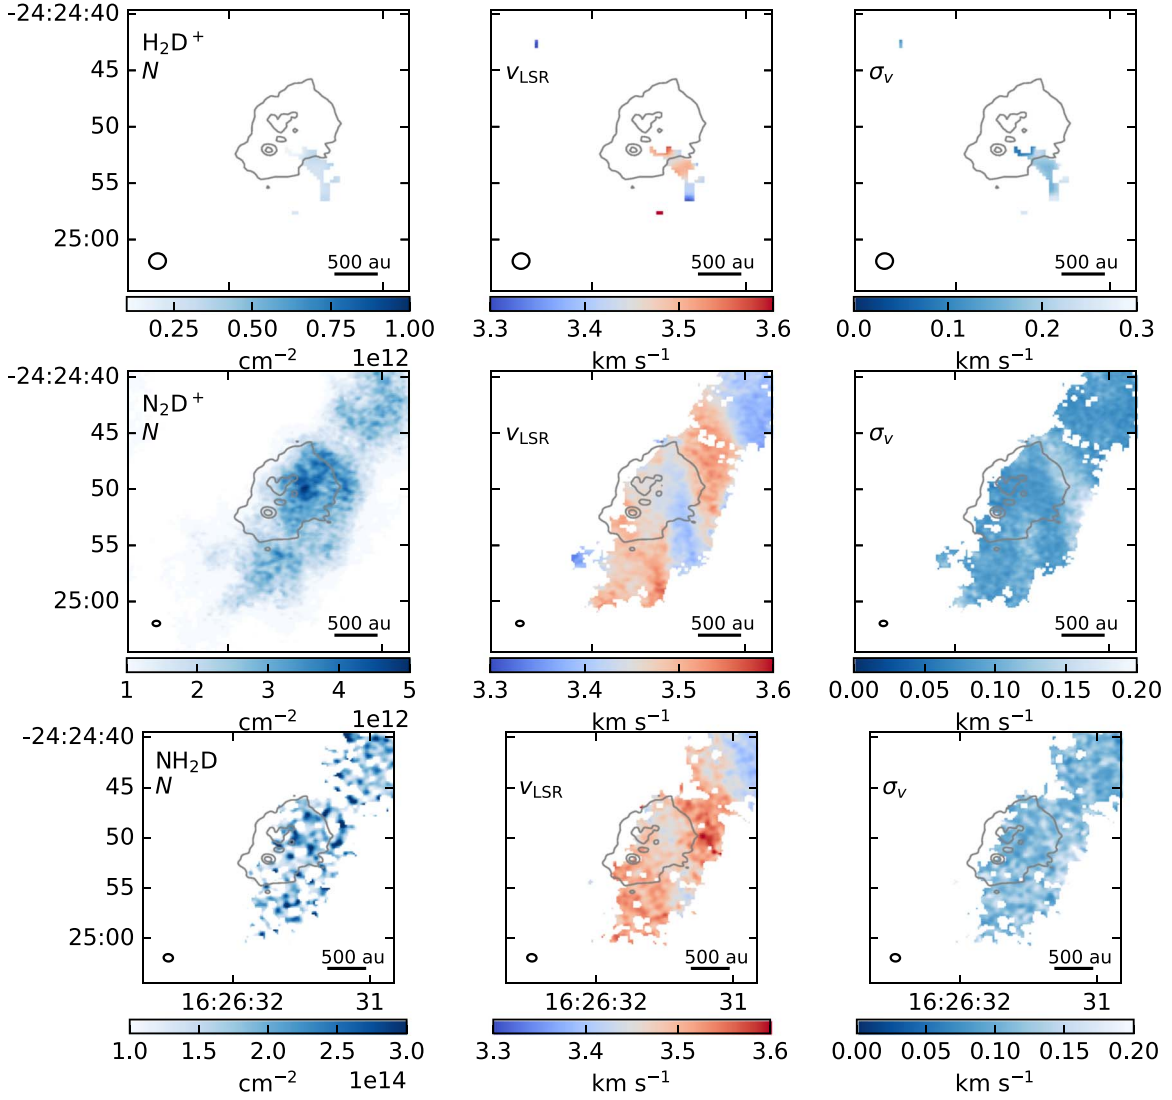 -24:24:40
45
50
55
25:00
H₂D⁺
N
500 au
v_LSR
500 au
σ_v
500 au
0.25 0.50 0.75 1.00
cm⁻² 1e12
3.3 3.4 3.5 3.6
km s⁻¹
0.0 0.1 0.2 0.3
km s⁻¹
-24:24:40
45
50
55
25:00
N₂D⁺
N
500 au
v_LSR
500 au
σ_v
500 au
1 2 3 4 5
cm⁻² 1e12
3.3 3.4 3.5 3.6
km s⁻¹
0.00 0.05 0.10 0.15 0.20
km s⁻¹
-24:24:40
45
50
55
25:00
NH₂D
N
500 au
v_LSR
500 au
σ_v
500 au
16:26:32 31
16:26:32 31
16:26:32 31
1.0 1.5 2.0 2.5 3.0
cm⁻² 1e14
3.3 3.4 3.5 3.6
km s⁻¹
0.00 0.05 0.10 0.15 0.20
km s⁻¹